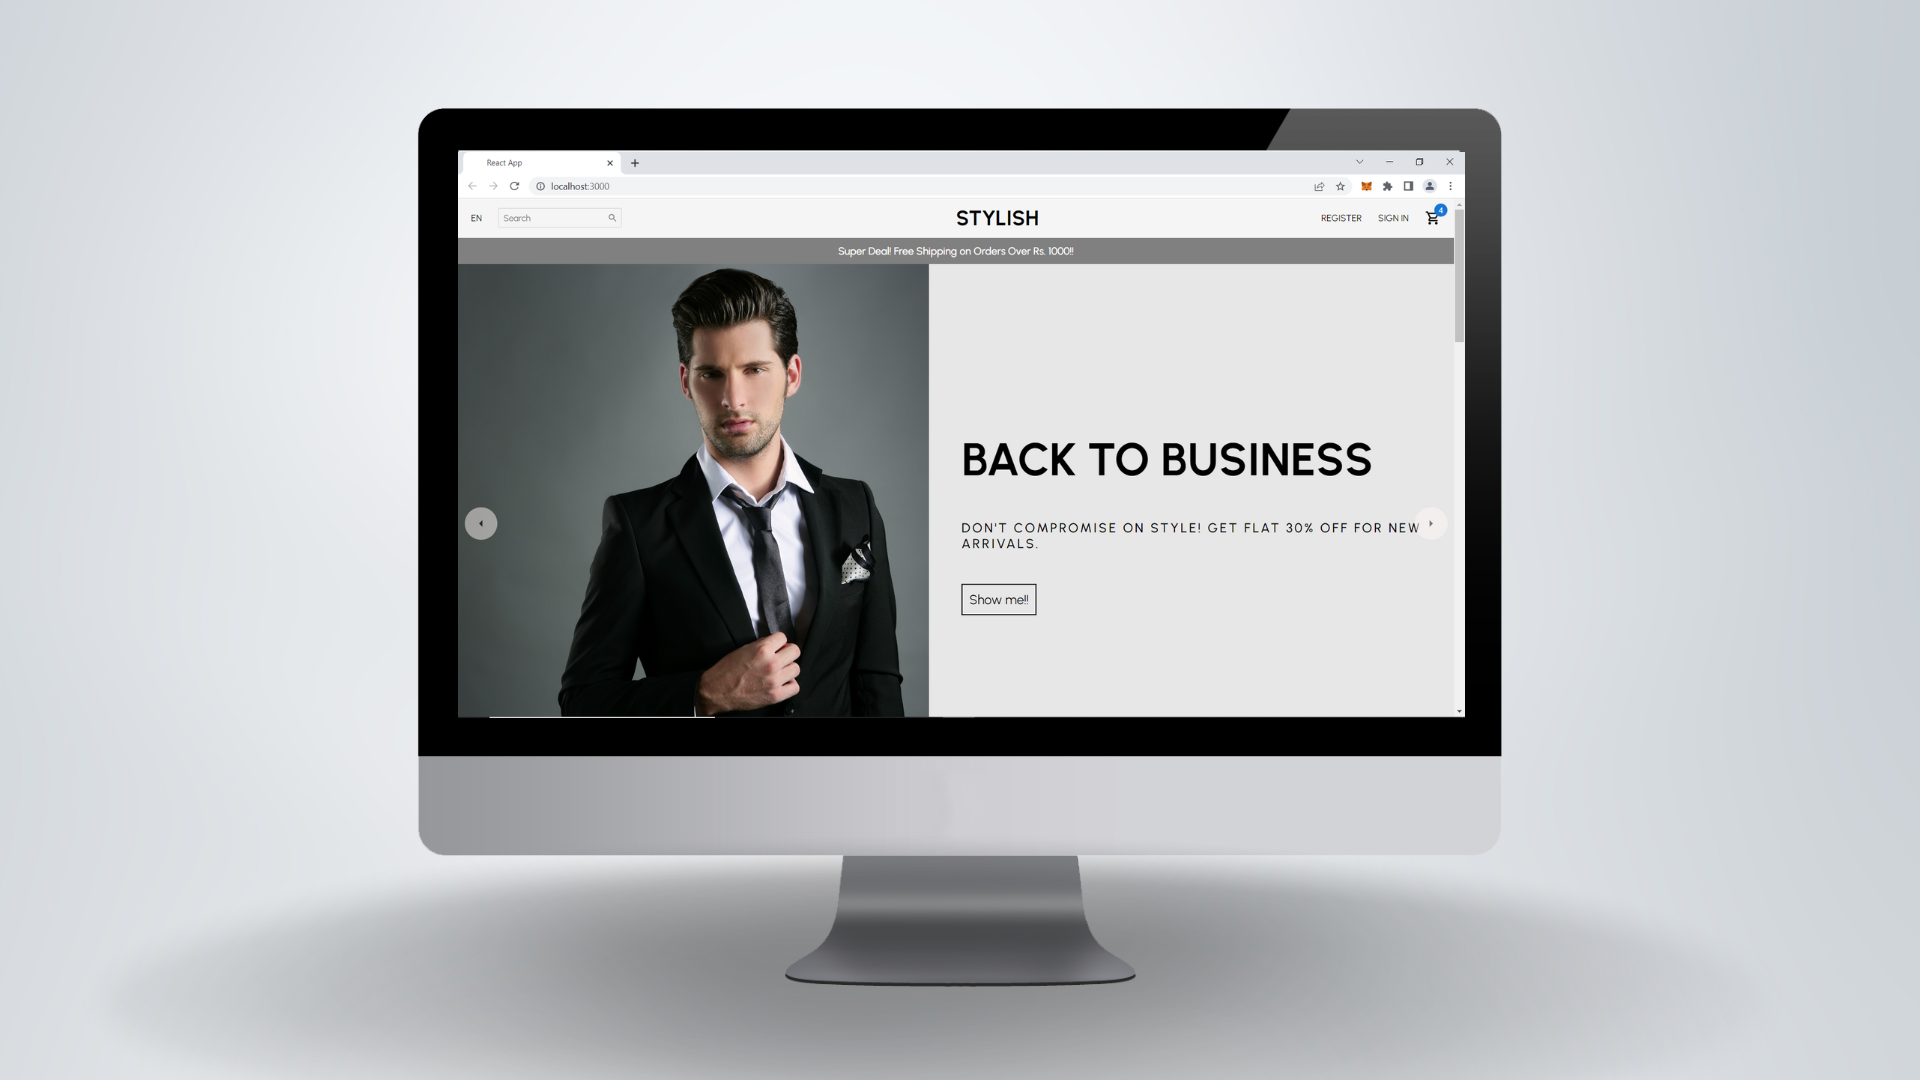 React App
localhost:3000
EN
Search
STYLISH
REGISTER
SIGN IN
4
Super Deal! Free Shipping on Orders Over Rs. 1000!!
BACK TO BUSINESS
DON'T COMPROMISE ON STYLE! GET FLAT 30% OFF FOR NEW
ARRIVALS.
Show me!!